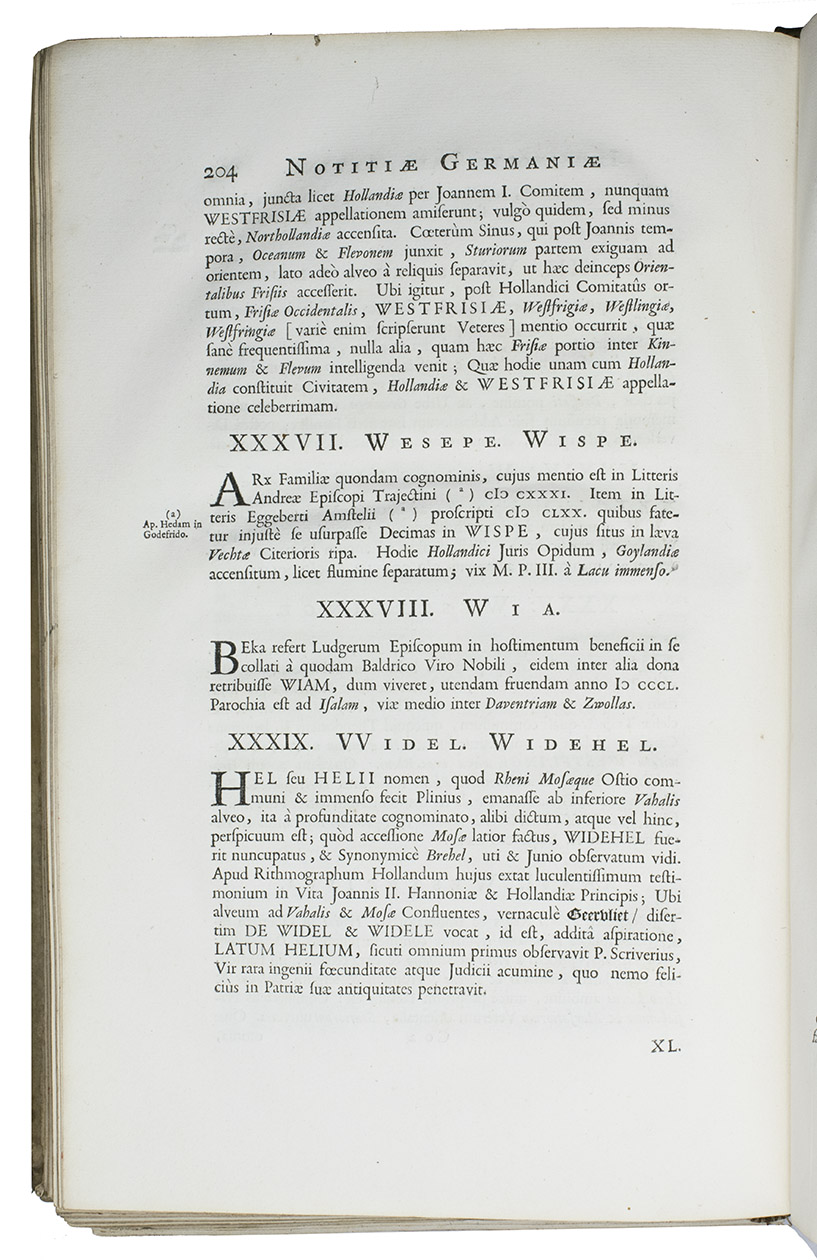 204 NOTITIÆ GERMANIÆ
omnia, juncta licet Hollandiæ per Joannem I. Comitem, nunquam
WESTFRISIÆ appellationem amiſerunt; vulgò quidem, ſed minus
rectè, Northollandiæ accenſita. Cœterùm Sinus, qui poſt Joannis tem-
pora, Oceanum & Flevonem junxit, Sturiorum partem exiguam ad
orientem, lato adeò alveo à reliquis ſeparavit, ut hæc deinceps Orien-
talibus Friſiis acceſſerit. Ubi igitur, poſt Hollandici Comitatûs or-
tum, Friſiæ Occidentalis, WESTFRISIÆ, Weſtfrigiæ, Weſtlingiæ,
Weſtfringiæ [variè enim ſcripſerunt Veteres] mentio occurrit, quæ
ſanè frequentiſſima, nulla alia, quam hæc Friſiæ portio inter Kin-
nemum & Flevum intelligenda venit; Quæ hodie unam cum Hollan-
dia conſtituit Civitatem, Hollandiæ & WESTFRISIÆ appella-
tione celeberrimam.
XXXVII. WESEPE. WISPE.
ARx Familiæ quondam cognominis, cujus mentio eſt in Litteris
Andreæ Epiſcopi Trajectini (ª) cIↄ cxxxi. Item in Lit-
(a)
Ap. Hedam in
Godefrido.
teris Eggeberti Amſtelii (ª) proſcripti cIↄ clxx. quibus fate-
tur injuſtè ſe uſurpaſſe Decimas in WISPE, cujus ſitus in læva
Vechtæ Citerioris ripa. Hodie Hollandici Juris Opidum, Goylandiæ
accenſitum, licet flumine ſeparatum; vix M. P. III. à Lacu immenſo.
XXXVIII. WIA.
BEka refert Ludgerum Epiſcopum in hoſtimentum beneficii in ſe
collati à quodam Baldrico Viro Nobili, eidem inter alia dona
retribuiſſe WIAM, dum viveret, utendam fruendam anno Iↄ cccl.
Parochia eſt ad Iſalam, viæ medio inter Daventriam & Zwollas.
XXXIX. VVIDEL. WIDEHEL.
HEL ſeu HELII nomen, quod Rheni Moſæque Oſtio com-
muni & immenſo fecit Plinius, emanaſſe ab inferiore Vahalis
alveo, ita à profunditate cognominato, alibi dictum, atque vel hinc,
perſpicuum eſt; quòd acceſſione Moſæ latior factus, WIDEHEL fue-
rit nuncupatus, & Synonymicè Brehel, uti & Junio obſervatum vidi.
Apud Rithmographum Hollandum hujus extat luculentiſſimum teſti-
monium in Vita Joannis II. Hannoniæ & Hollandiæ Principis; Ubi
alveum ad Vahalis & Moſæ Confluentes, vernaculè Geervliet / diſer-
tim DE WIDEL & WIDELE vocat, id eſt, additâ aſpiratione,
LATUM HELIUM, ſicuti omnium primus obſervavit P. Scriverius,
Vir rara ingenii fœcunditate atque Judicii acumine, quo nemo feli-
ciùs in Patriæ ſuæ antiquitates penetravit.
XL.